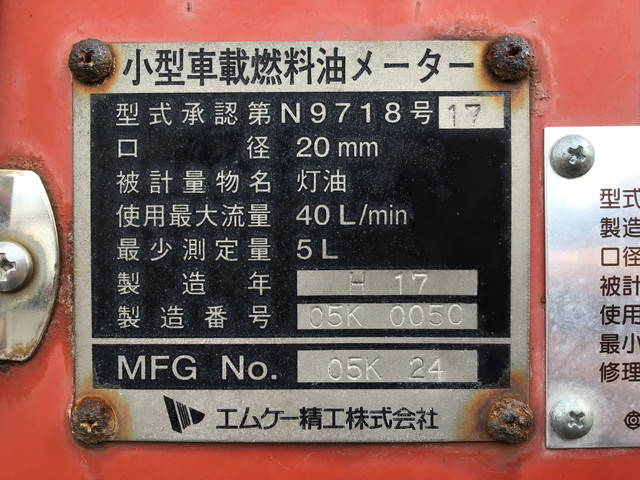 小型車載燃料油メーター
型式承認第N9718号 17
口径 20mm
被計量物名 灯油
使用最大流量 40L/min
最少測定量 5L
製造年 H 17
製造番号 05K 005C
MFG No. 05K 24
エムケー精工株式会社
型式
製造
口径
被計
使用
最小
修理